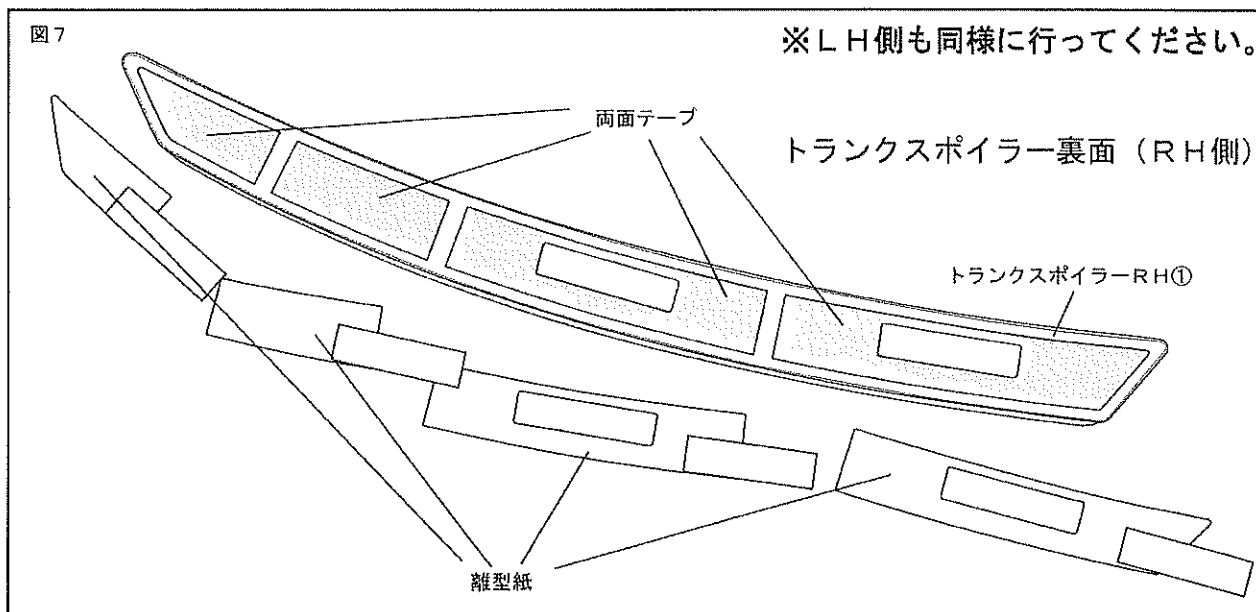 図7
※LH側も同様に行ってください。
両面テープ
トランクスポイラー裏面(RH側)
トランクスポイラーRH①
離型紙